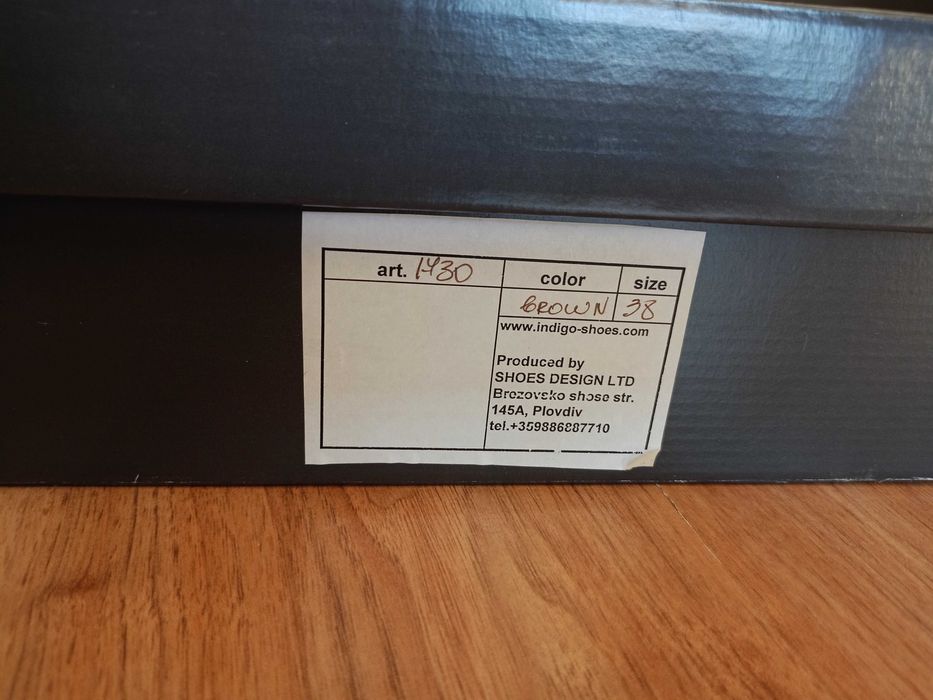 art. 1430 color size
BROWN 38
www.indigo-shoes.com
Produced by
SHOES DESIGN LTD
Brezovsko shose str.
145A, Plovdiv
tel.+359886887710